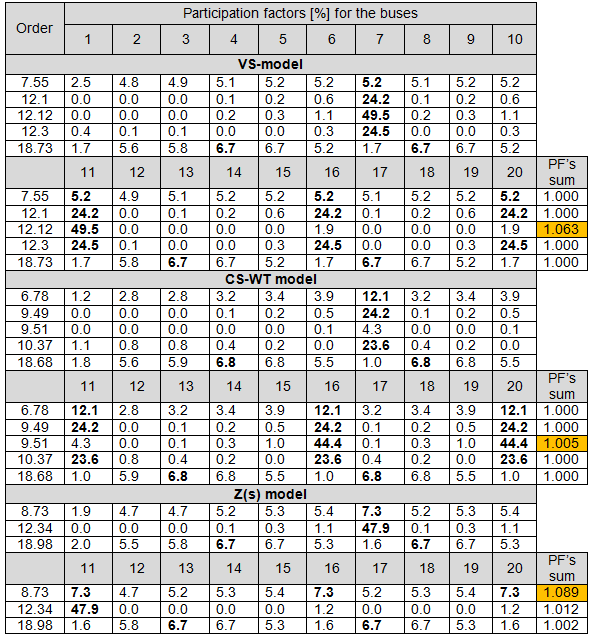 Order Participation factors [%] for the buses
1 2 3 4 5 6 7 8 9 10
VS-model
7.55 2.5 4.8 4.9 5.1 5.2 5.2 5.2 5.1 5.2 5.2
12.1 0.0 0.0 0.0 0.1 0.2 0.6 24.2 0.1 0.2 0.6
12.12 0.0 0.0 0.0 0.2 0.3 1.1 49.5 0.2 0.3 1.1
12.3 0.4 0.1 0.1 0.0 0.0 0.3 24.5 0.0 0.0 0.3
18.73 1.7 5.6 5.8 6.7 6.7 5.2 1.7 6.7 6.7 5.2
11 12 13 14 15 16 17 18 19 20 PF's sum
7.55 5.2 4.9 5.1 5.2 5.2 5.2 5.1 5.2 5.2 5.2 1.000
12.1 24.2 0.0 0.1 0.2 0.6 24.2 0.1 0.2 0.6 24.2 1.000
12.12 49.5 0.0 0.0 0.0 0.0 1.9 0.0 0.0 0.0 1.9 1.063
12.3 24.5 0.1 0.0 0.0 0.3 24.5 0.0 0.0 0.3 24.5 1.000
18.73 1.7 5.8 6.7 6.7 5.2 1.7 6.7 6.7 5.2 1.7 1.000
CS-WT model
6.78 1.2 2.8 2.8 3.2 3.4 3.9 12.1 3.2 3.4 3.9
9.49 0.0 0.0 0.0 0.1 0.2 0.5 24.2 0.1 0.2 0.5
9.51 0.0 0.0 0.0 0.0 0.0 0.1 4.3 0.0 0.0 0.1
10.37 1.1 0.8 0.8 0.4 0.2 0.0 23.6 0.4 0.2 0.0
18.68 1.8 5.6 5.9 6.8 6.8 5.5 1.0 6.8 6.8 5.5
11 12 13 14 15 16 17 18 19 20 PF's sum
6.78 12.1 2.8 3.2 3.4 3.9 12.1 3.2 3.4 3.9 12.1 1.000
9.49 24.2 0.0 0.1 0.2 0.5 24.2 0.1 0.2 0.5 24.2 1.000
9.51 4.3 0.0 0.1 0.3 1.0 44.4 0.1 0.3 1.0 44.4 1.005
10.37 23.6 0.8 0.4 0.2 0.0 23.6 0.4 0.2 0.0 23.6 1.000
18.68 1.0 5.9 6.8 6.8 5.5 1.0 6.8 6.8 5.5 1.0 1.000
Z(s) model
8.73 1.9 4.7 4.7 5.2 5.3 5.4 7.3 5.2 5.3 5.4
12.34 0.0 0.0 0.0 0.1 0.3 1.1 47.9 0.1 0.3 1.1
18.98 2.0 5.5 5.8 6.7 6.7 5.3 1.6 6.7 6.7 5.3
11 12 13 14 15 16 17 18 19 20 PF's sum
8.73 7.3 4.7 5.2 5.3 5.4 7.3 5.2 5.3 5.4 7.3 1.089
12.34 47.9 0.0 0.0 0.0 0.0 1.2 0.0 0.0 0.0 1.2 1.012
18.98 1.6 5.8 6.7 6.7 5.3 1.6 6.7 6.7 5.3 1.6 1.002